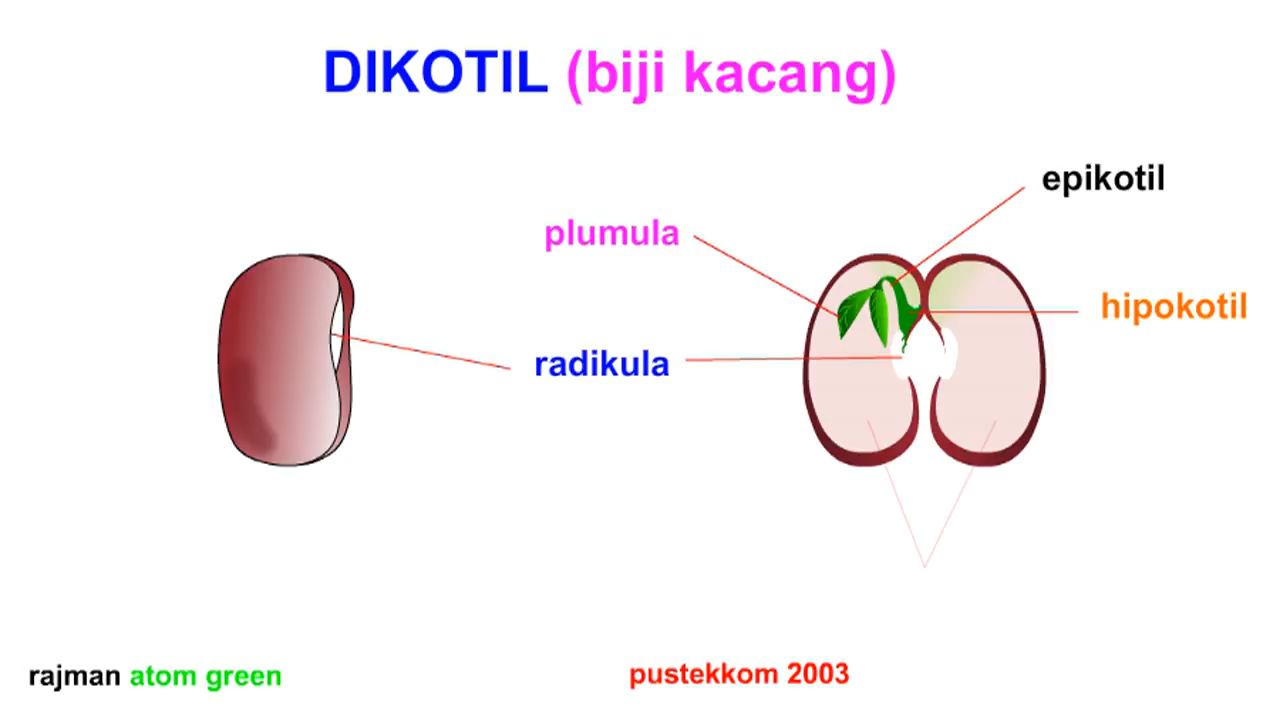 DIKOTIL (biji kacang)
epikotil
plumula
hipokotil
radikula
rajman atom green
pustekkom 2003